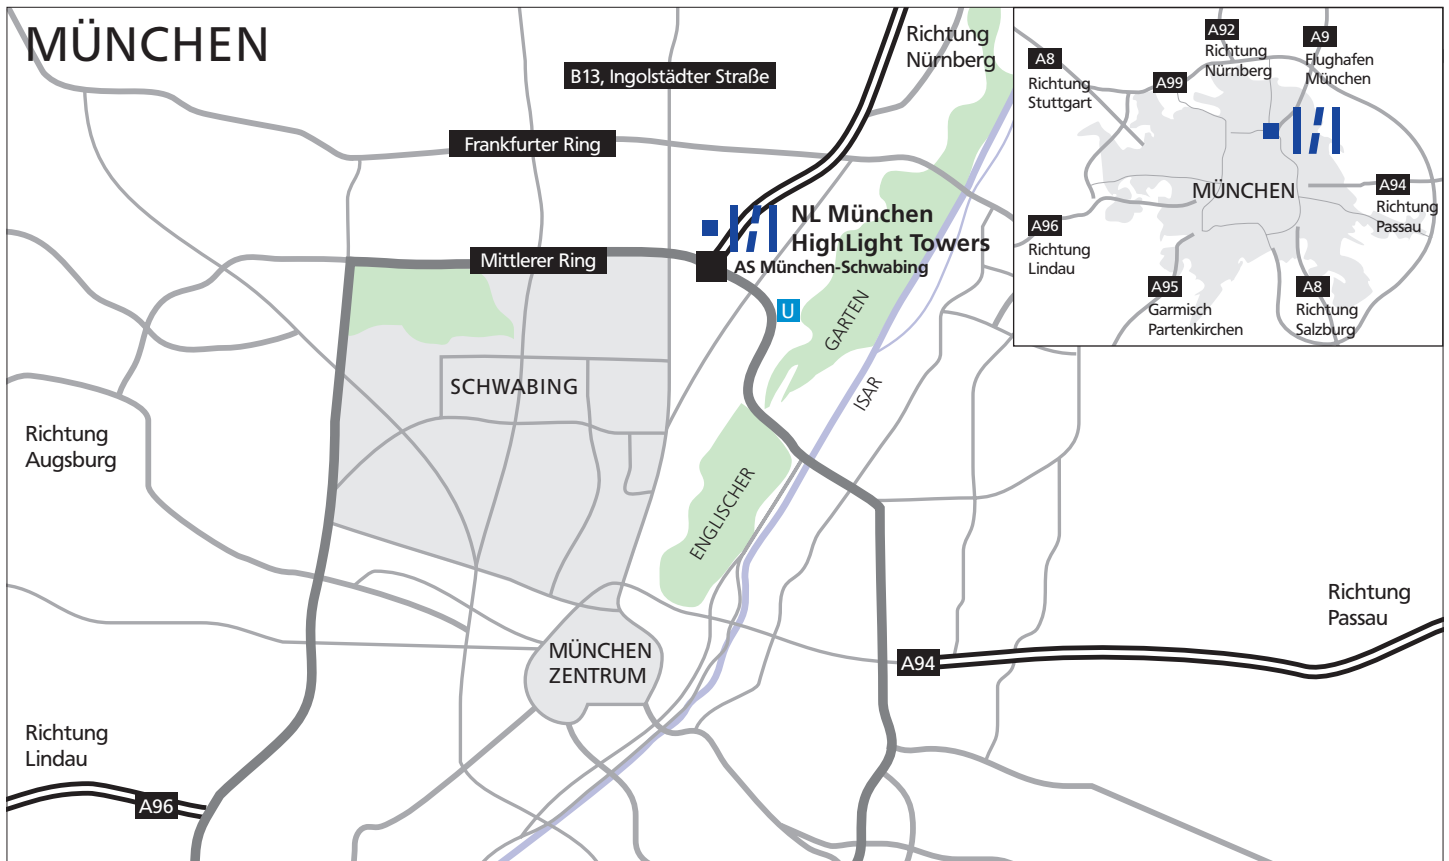 MÜNCHEN
Richtung
Nürnberg
B13, Ingolstädter Straße
Frankfurter Ring
NL München
HighLight Towers
Mittlerer Ring
AS München-Schwabing
U
GARTEN
SCHWABING
ISAR
Richtung
Augsburg
ENGLISCHER
Richtung
Passau
MÜNCHEN
ZENTRUM
A94
Richtung
Lindau
A96
A92
Richtung
Nürnberg
A9
Flughafen
München
A8
Richtung
Stuttgart
A99
MÜNCHEN
A94
Richtung
Passau
A96
Richtung
Lindau
A95
Garmisch
Partenkirchen
A8
Richtung
Salzburg